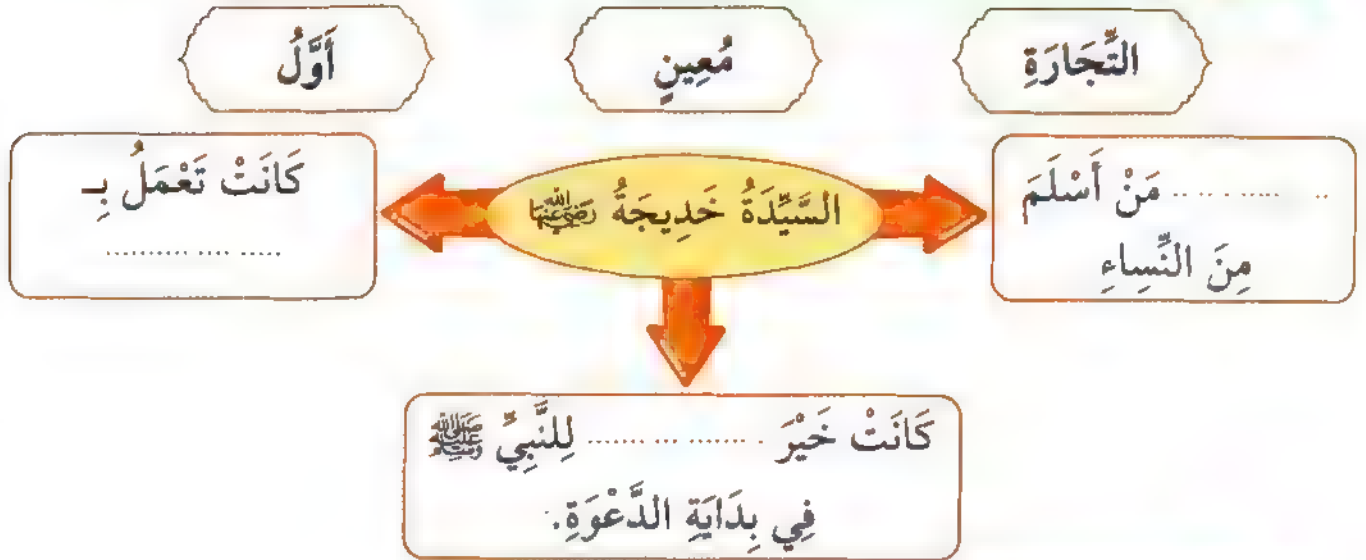 التِّجَارَةِ
مُعِينٍ
أَوَّلُ
السَّيِّدَةُ خَدِيجَةُ رَضِيَ اللَّهُ عَنْهَا
.. ......... مَنْ أَسْلَمَ
مِنَ النِّسَاءِ
كَانَتْ تَعْمَلُ بِـ
..................
كَانَتْ خَيْرَ .................. لِلنَّبِيِّ ﷺ
فِي بِدَايَةِ الدَّعْوَةِ.